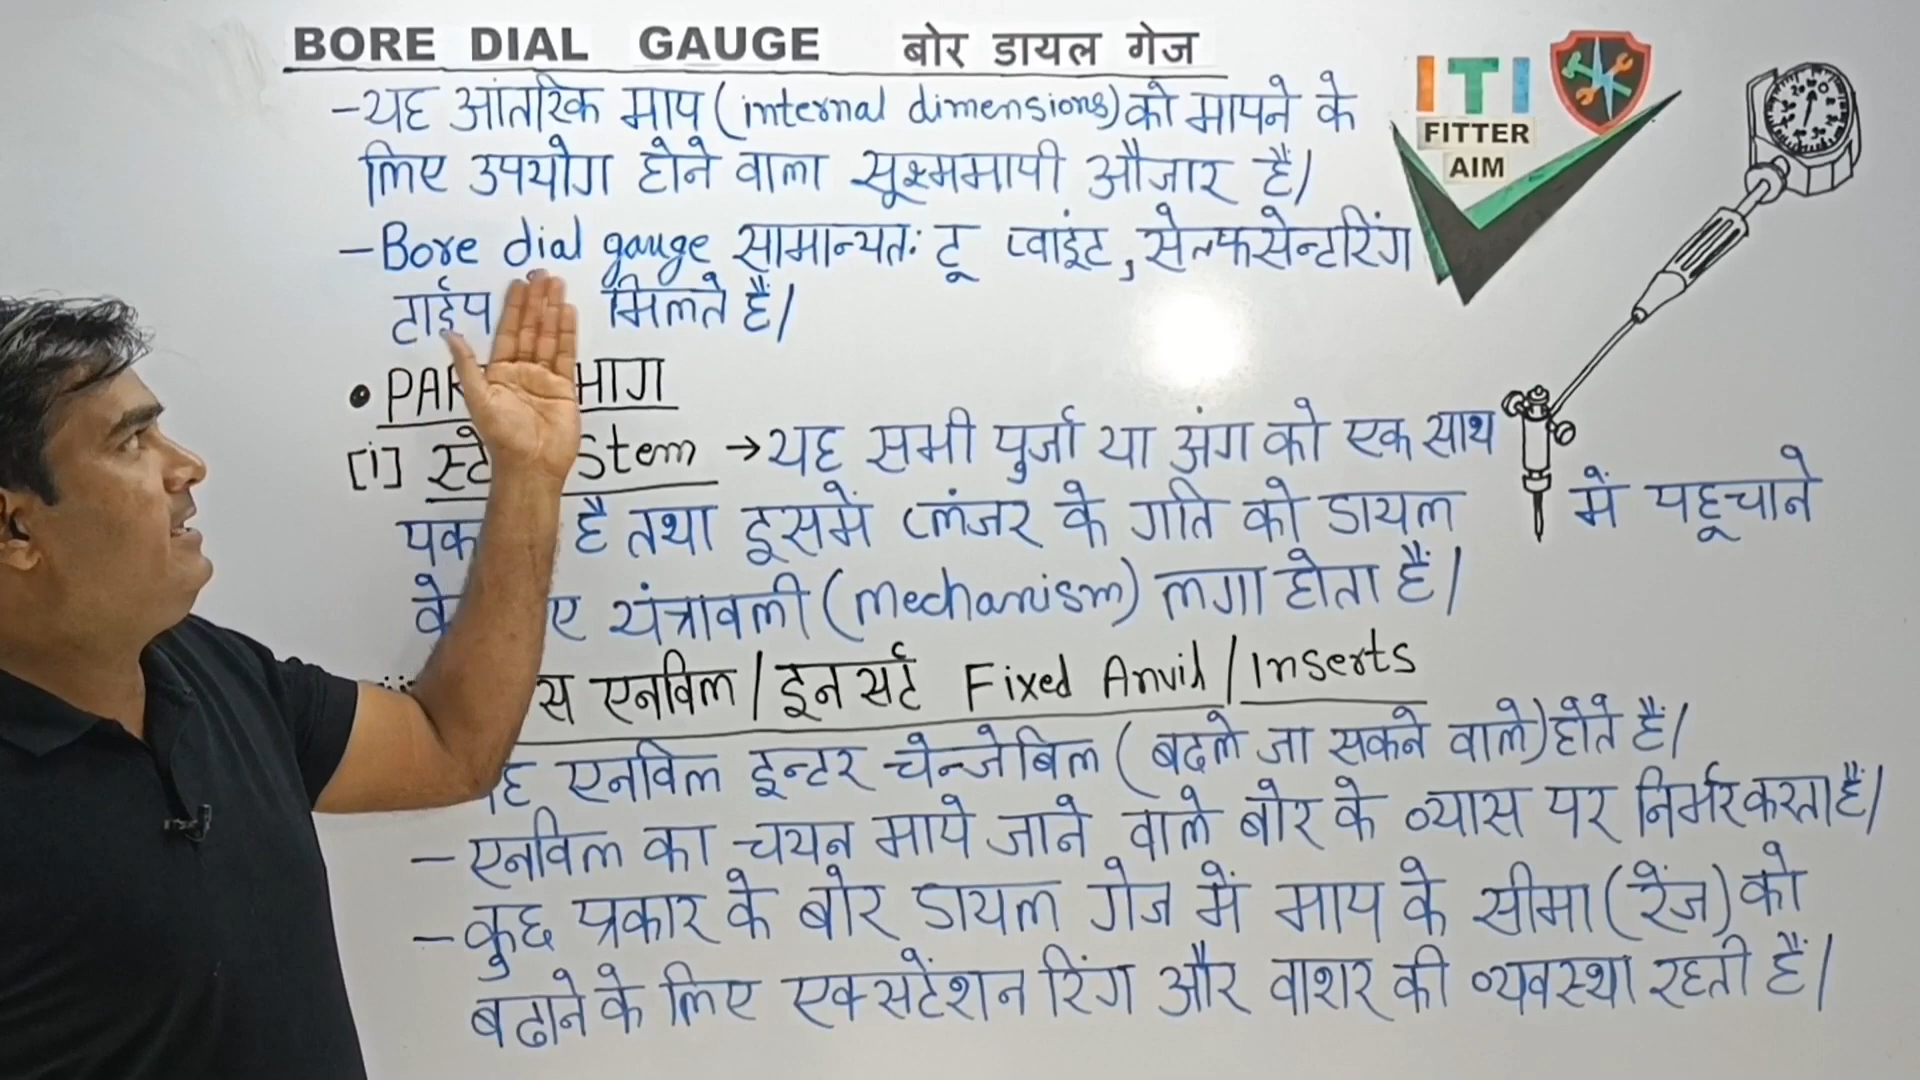 BORE DIAL GAUGE बोर डायल गेज
ITI
FITTER
AIM
-यह आंतरिक माप (internal dimensions) को मापने के
लिए उपयोग होने वाला सूक्ष्ममापी औजार है।
-Bore dial gauge सामान्यतः टू प्वाइंट, सेल्फसेन्टरिंग
टाईप मिलते हैं।
• भाग
[i] Stem →यह सभी पुर्जो या अंग को एक साथ
है तथा इसमें प्लंजर के गति को डायल में पहूचाने
यंत्रावली (mechanism) लगा होता हैं।
एनविल/इनसर्ट Fixed Anvil/Inserts
एनविल इन्टर चेन्जेबिल (बदले जा सकने वाले) होते हैं।
-एनविल का चयन मापे जाने वाले बोर के व्यास पर निर्भर करता हैं।
-कुछ प्रकार के बोर डायल गेज में माप के सीमा (रेंज) को
बढाने के लिए एक्सटेंशन रिंग और वाशर की व्यवस्था रहती हैं।